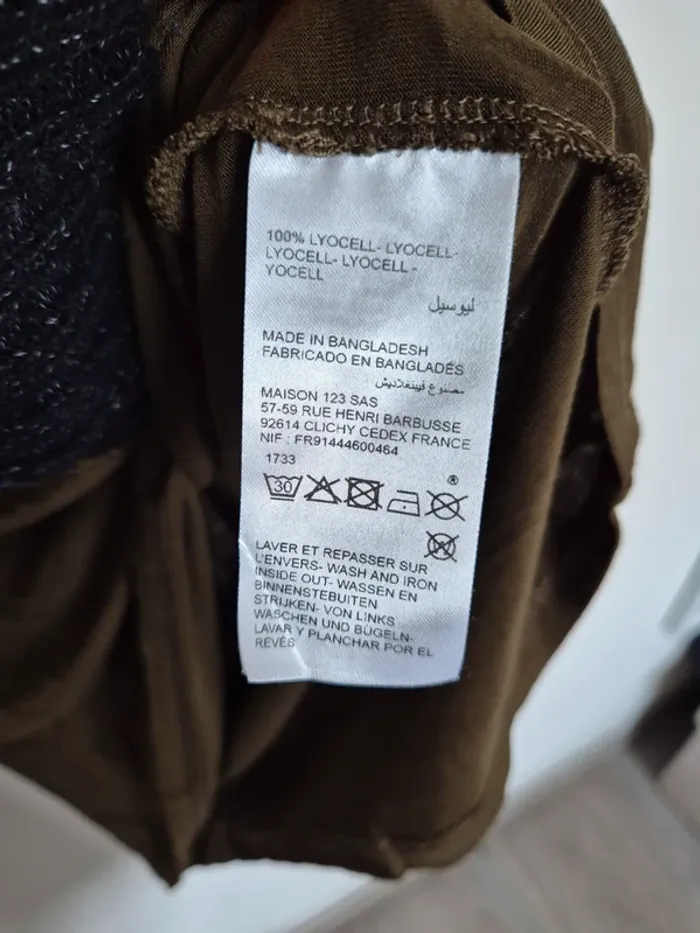 100% LYOCELL- LYOCELL-
LYOCELL- LYOCELL -
YOCELL
ليوسيل
MADE IN BANGLADESH
FABRICADO EN BANGLADÉS
مصنوع فيبنغلاديش
MAISON 123 SAS
57-59 RUE HENRI BARBUSSE
92614 CLICHY CEDEX FRANCE
NIF : FR91444600464
1733
30
®
W
LAVER ET REPASSER SUR
L'ENVERS- WASH AND IRON
INSIDE OUT- WASSEN EN
BINNENSTEBUITEN
STRIJKEN- VON LINKS
WASCHEN UND BÜGELN-
LAVAR Y PLANCHAR POR EL
REVÉS